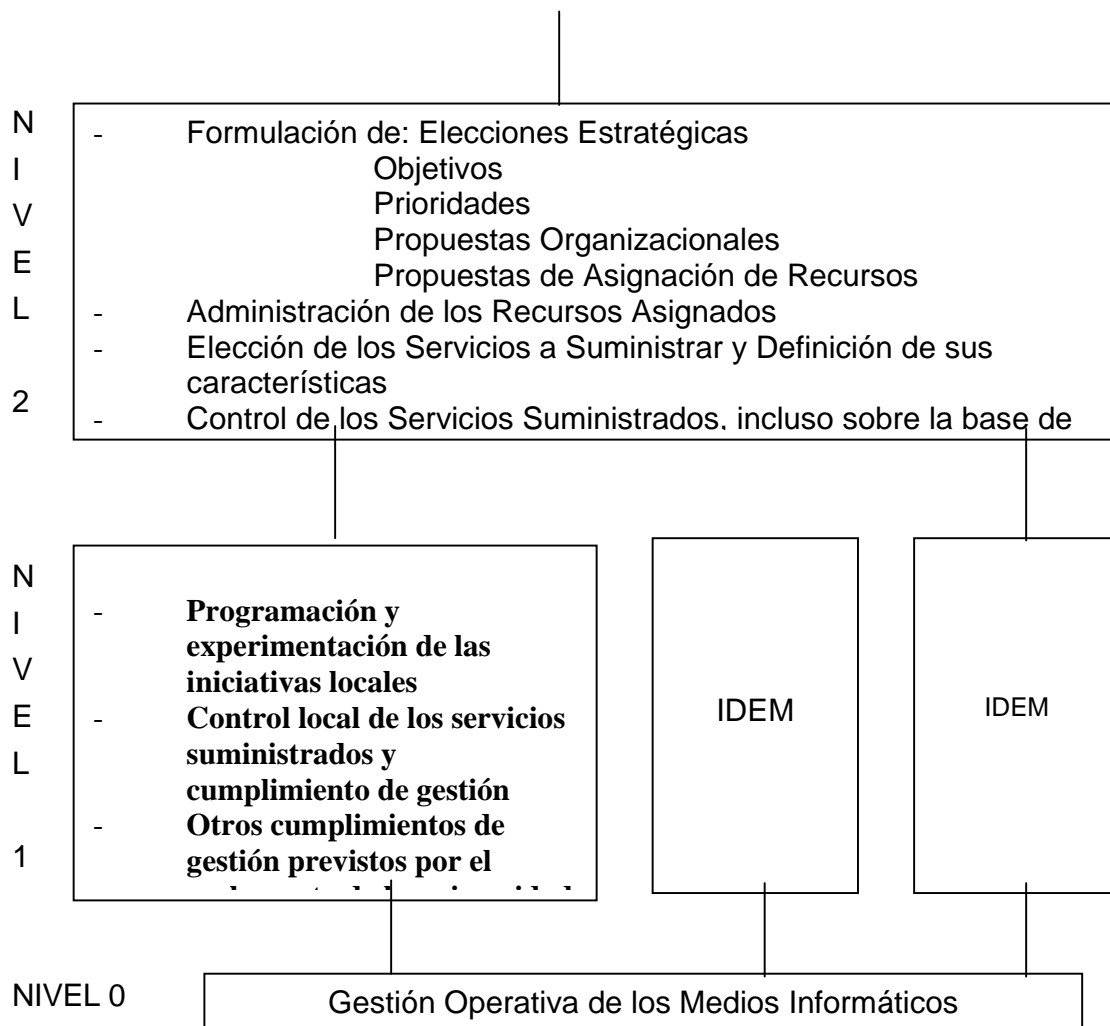 NIVEL 2
- Formulación de: Elecciones Estratégicas
Objetivos
Prioridades
Propuestas Organizacionales
Propuestas de Asignación de Recursos
- Administración de los Recursos Asignados
- Elección de los Servicios a Suministrar y Definición de sus
características
- Control de los Servicios Suministrados, incluso sobre la base de
NIVEL 1
- Programación y
experimentación de las
iniciativas locales
- Control local de los servicios
suministrados y
cumplimiento de gestión
- Otros cumplimientos de
gestión previstos por el
IDEM
IDEM
NIVEL 0
Gestión Operativa de los Medios Informáticos